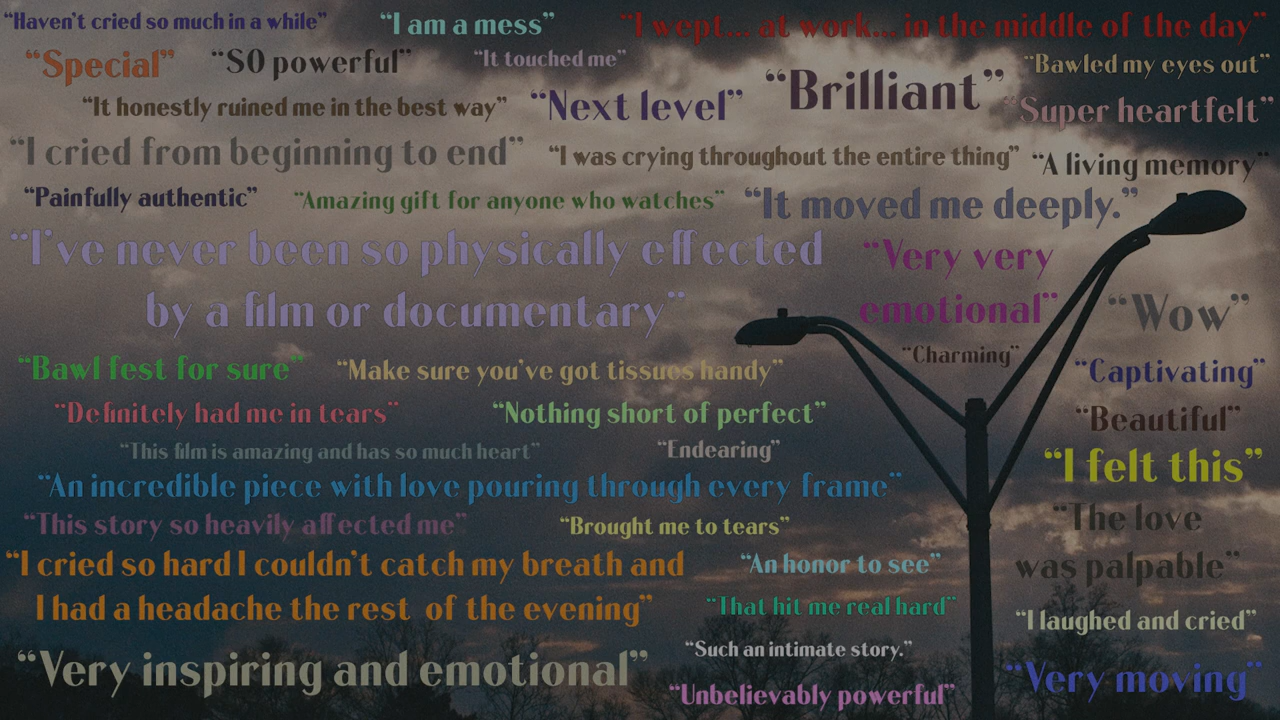 "Haven't cried so much in a while"
"I am a mess"
"I wept... at work... in the middle of the day"
"Special"
"SO powerful"
"It touched me"
"Bawled my eyes out"
"It honestly ruined me in the best way"
"Next level"
"Brilliant"
"Super heartfelt"
"I cried from beginning to end"
"I was crying throughout the entire thing"
"A living memory"
"Painfully authentic"
"Amazing gift for anyone who watches"
"It moved me deeply."
"I've never been so physically effected
by a film or documentary"
"Very very
emotional"
"Wow"
"Charming"
"Bawl fest for sure"
"Make sure you've got tissues handy"
"Captivating"
"Definitely had me in tears"
"Nothing short of perfect"
"Beautiful"
"This film is amazing and has so much heart"
"Endearing"
"I felt this"
"An incredible piece with love pouring through every frame"
"This story so heavily affected me"
"Brought me to tears"
"The love
was palpable"
"I cried so hard I couldn't catch my breath and
I had a headache the rest of the evening"
"An honor to see"
"That hit me real hard"
"I laughed and cried"
"Very inspiring and emotional"
"Such an intimate story."
"Unbelievably powerful"
"Very moving"